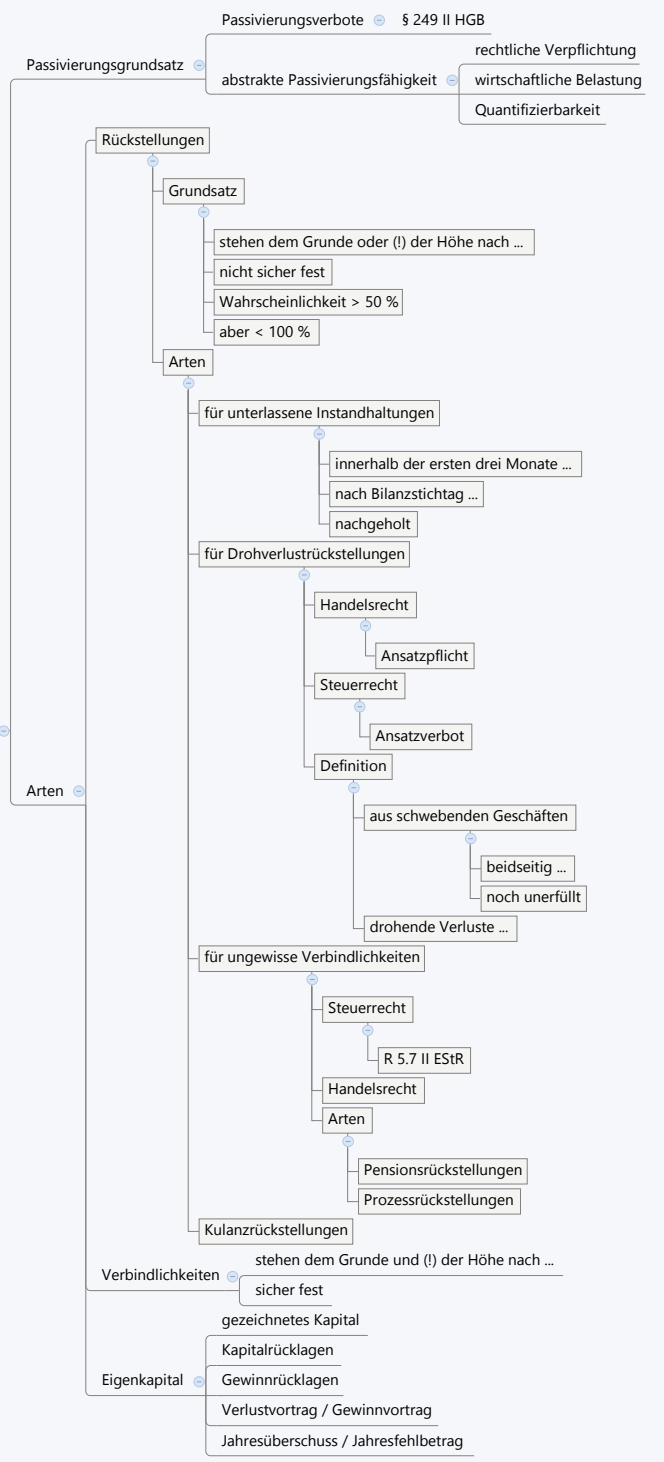 Passivierungsverbote
§ 249 II HGB
Passivierungsgrundsatz
rechtliche Verpflichtung
abstrakte Passivierungsfähigkeit
wirtschaftliche Belastung
Quantifizierbarkeit
Rückstellungen
Grundsatz
stehen dem Grunde oder (!) der Höhe nach ...
nicht sicher fest
Wahrscheinlichkeit > 50 %
aber < 100 %
Arten
für unterlassene Instandhaltungen
innerhalb der ersten drei Monate ...
nach Bilanzstichtag ...
nachgeholt
für Drohverlustrückstellungen
Handelsrecht
Ansatzpflicht
Steuerrecht
Ansatzverbot
Definition
Arten
aus schwebenden Geschäften
beidseitig ...
noch unerfüllt
drohende Verluste ...
für ungewisse Verbindlichkeiten
Steuerrecht
R 5.7 II EStR
Handelsrecht
Arten
Pensionsrückstellungen
Prozessrückstellungen
Kulanzrückstellungen
Verbindlichkeiten
stehen dem Grunde und (!) der Höhe nach ...
sicher fest
gezeichnetes Kapital
Kapitalrücklagen
Eigenkapital
Gewinnrücklagen
Verlustvortrag / Gewinnvortrag
Jahresüberschuss / Jahresfehlbetrag